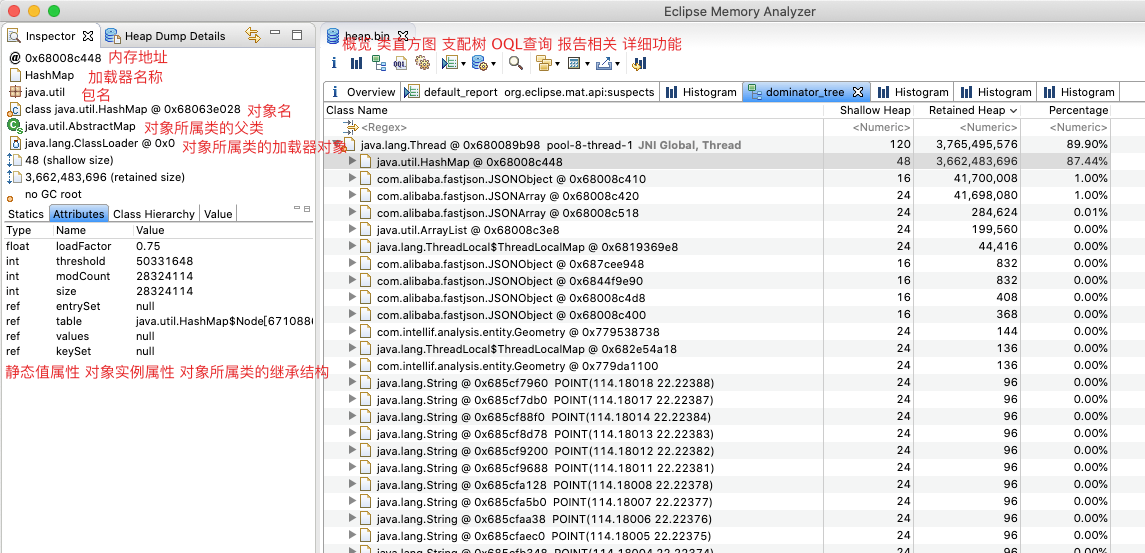 Eclipse Memory Analyzer
Inspector
Heap Dump Details
@ 0x68008c448 内存地址
HashMap 加载器名称
java.util 包名
class java.util.HashMap @ 0x68063e028 对象名
java.util.AbstractMap 对象所属类的父类
java.lang.ClassLoader @ 0x0 对象所属类的加载器对象
48 (shallow size)
3,662,483,696 (retained size)
no GC root
Statics Attributes Class Hierarchy Value
Type Name Value
float loadFactor 0.75
int threshold 50331648
int modCount 28324114
int size 28324114
ref entrySet null
ref table java.util.HashMap$Node[6710886
ref values null
ref keySet null
静态值属性 对象实例属性 对象所属类的继承结构
heap.bin
概览 类直方图 支配树 OQL查询 报告相关 详细功能
i OQL
i Overview default_report org.eclipse.mat.api:suspects Histogram dominator_tree Histogram Histogram Histogram
Class Name Shallow Heap Retained Heap Percentage
<Regex> <Numeric> <Numeric> <Numeric>
java.lang.Thread @ 0x680089b98 pool-8-thread-1 JNI Global, Thread 120 3,765,495,576 89.90%
java.util.HashMap @ 0x68008c448 48 3,662,483,696 87.44%
com.alibaba.fastjson.JSONObject @ 0x68008c410 16 41,700,008 1.00%
com.alibaba.fastjson.JSONArray @ 0x68008c420 24 41,698,080 1.00%
com.alibaba.fastjson.JSONArray @ 0x68008c518 24 284,624 0.01%
java.util.ArrayList @ 0x68008c3e8 24 199,560 0.00%
java.lang.ThreadLocal$ThreadLocalMap @ 0x6819369e8 24 44,416 0.00%
com.alibaba.fastjson.JSONObject @ 0x687cee948 16 832 0.00%
com.alibaba.fastjson.JSONObject @ 0x6844f9e90 16 832 0.00%
com.alibaba.fastjson.JSONObject @ 0x68008c4d8 16 408 0.00%
com.alibaba.fastjson.JSONObject @ 0x68008c400 16 368 0.00%
com.intellif.analysis.entity.Geometry @ 0x779538738 24 144 0.00%
java.lang.ThreadLocal$ThreadLocalMap @ 0x682e54a18 24 136 0.00%
com.intellif.analysis.entity.Geometry @ 0x779da1100 24 136 0.00%
java.lang.String @ 0x685cf7960 POINT(114.18018 22.22388) 24 96 0.00%
java.lang.String @ 0x685cf7db0 POINT(114.18017 22.22387) 24 96 0.00%
java.lang.String @ 0x685cf88f0 POINT(114.18014 22.22384) 24 96 0.00%
java.lang.String @ 0x685cf8d78 POINT(114.18013 22.22383) 24 96 0.00%
java.lang.String @ 0x685cf9200 POINT(114.18012 22.22382) 24 96 0.00%
java.lang.String @ 0x685cf9688 POINT(114.18011 22.22381) 24 96 0.00%
java.lang.String @ 0x685cfa128 POINT(114.18008 22.22378) 24 96 0.00%
java.lang.String @ 0x685cfa5b0 POINT(114.18007 22.22377) 24 96 0.00%
java.lang.String @ 0x685cfaa38 POINT(114.18006 22.22376) 24 96 0.00%
java.lang.String @ 0x685cfaec0 POINT(114.18005 22.22375) 24 96 0.00%
java.lang.String @ 0x685cfb348 POINT(114.18004 22.22374) 24 96 0.00%